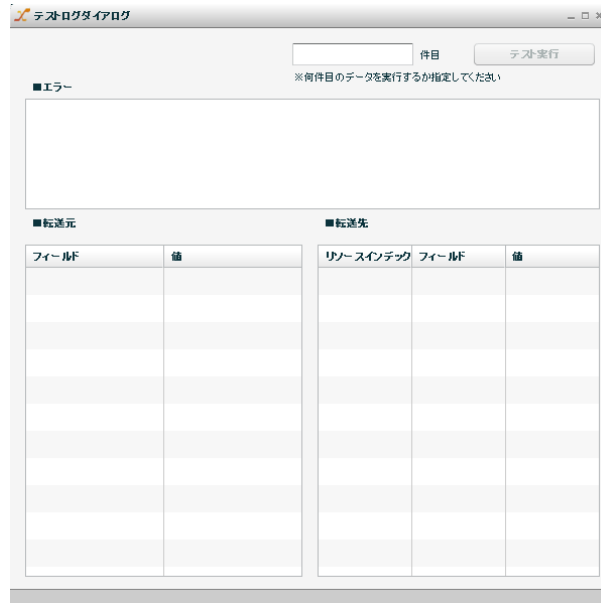 テストログダイアログ
件目 テスト実行
※何件目のデータを実行するか指定してください
■エラー
■転送元 ■転送先
フィールド 値 リソースインデック フィールド 値